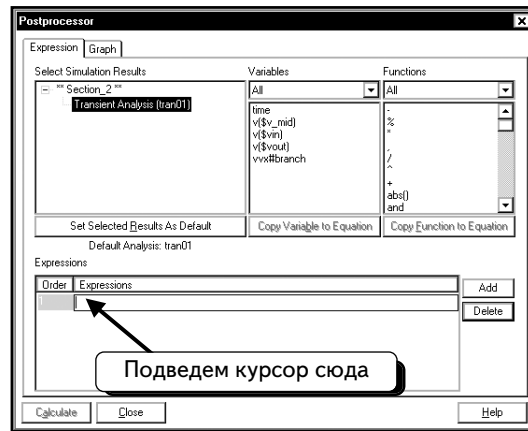 Postprocessor
Expression Graph
Select Simulation Results Variables Functions
** Section_2 ** All All
Transient Analysis (tran01)
time
v($v_mid)
v($vin)
v($vout)
vvx#branch
-
%
*
,
/
^
+
abs()
and
Set Selected Results As Default Copy Variable to Equation Copy Function to Equation
Default Analysis: tran01
Expressions
Order Expressions
Add
Delete
Подведем курсор сюда
Calculate Close Help